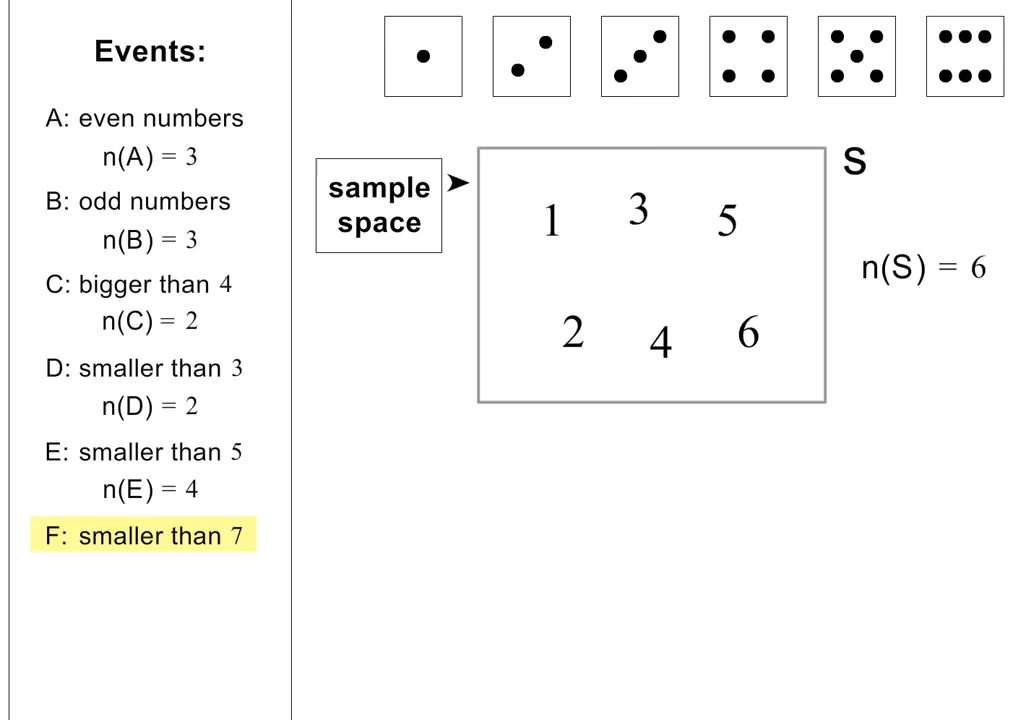 Events:
A: even numbers
n(A) = 3
B: odd numbers
n(B) = 3
C: bigger than 4
n(C) = 2
D: smaller than 3
n(D) = 2
E: smaller than 5
n(E) = 4
F: smaller than 7
sample
space
S
1 3 5
2 4 6
n(S) = 6